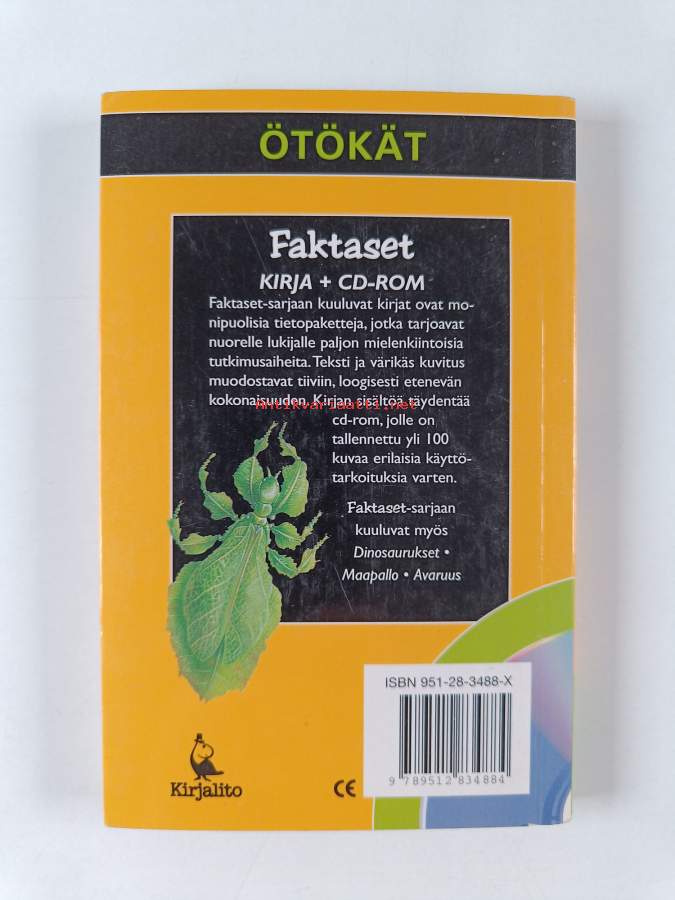 ÖTÖKÄT
Faktaset
KIRJA + CD-ROM
Faktaset-sarjaan kuuluvat kirjat ovat mo-
nipuolisia tietopaketteja, jotka tarjoavat
nuorelle lukijalle paljon mielenkiintoisia
tutkimusaiheita. Teksti ja värikäs kuvitus
muodostavat tiiviin, loogisesti etenevän
kokonaisuuden. Kirjan sisältöä täydentää
Antikvariaatti.net
cd-rom, jolle on
tallennettu yli 100
kuvaa erilaisia käyttö-
tarkoituksia varten.
Faktaset-sarjaan
kuuluvat myös
Dinosaurukset •
Maapallo • Avaruus
ISBN 951-28-3488-X
9 789512 834884
Kirjalito
CE